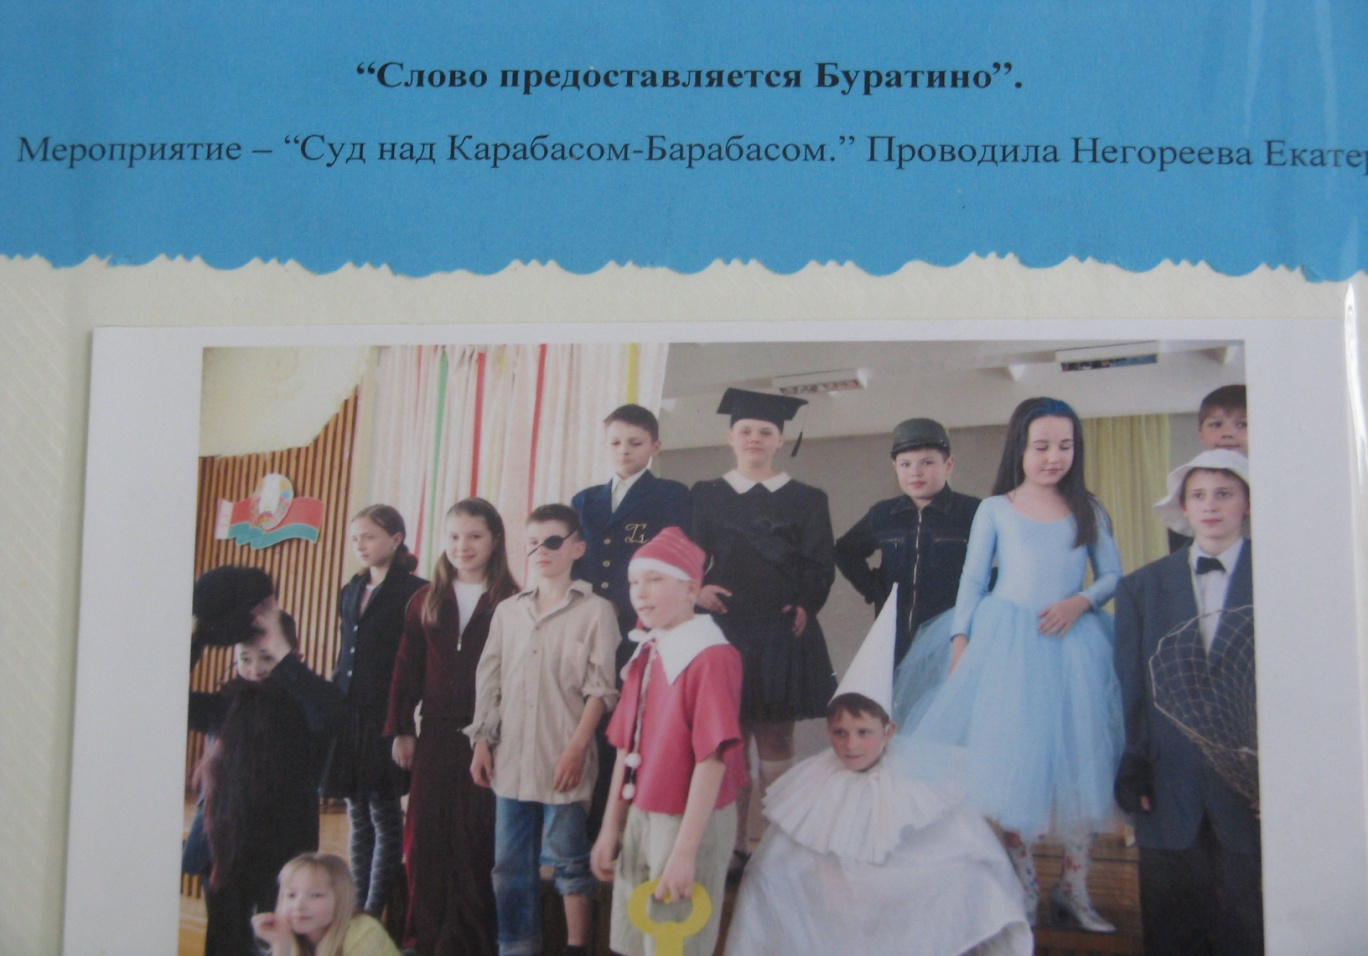 “Слово предоставляется Буратино”.
Мероприятие – “Суд над Карабасом-Барабасом.” Проводила Негореева